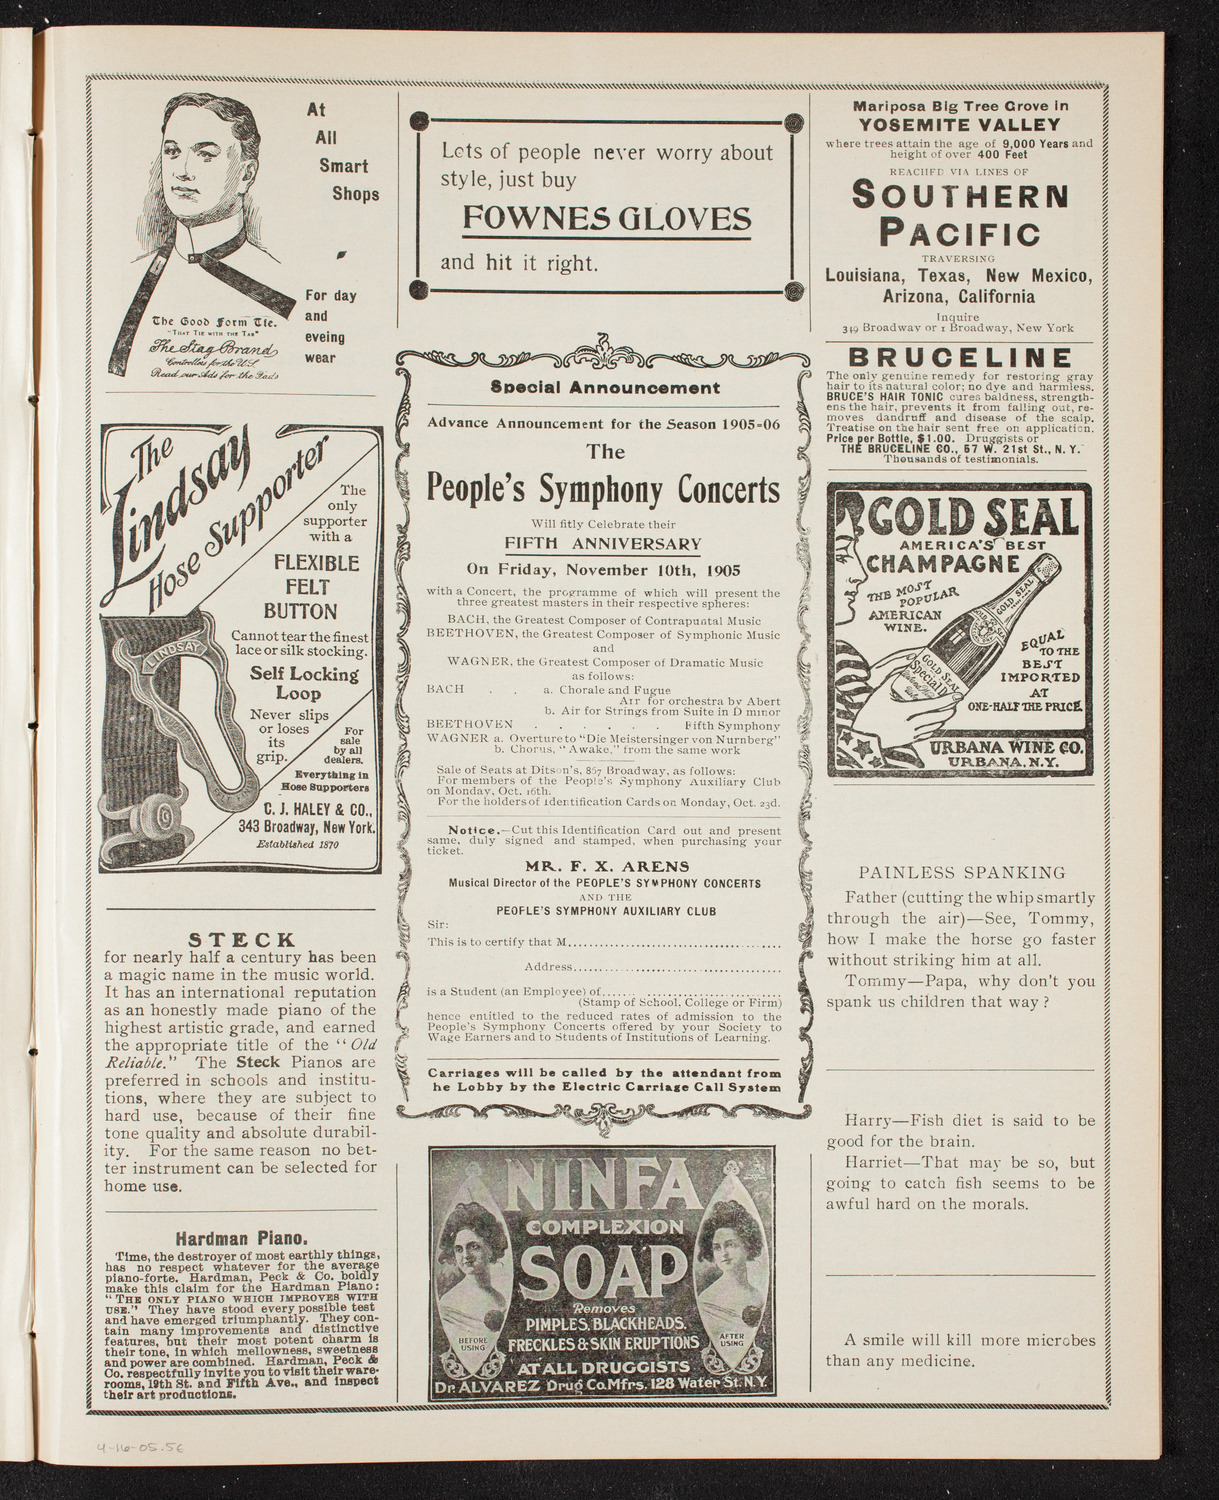 At
All
Smart
Shops
For day
and
eveing
wear
The Good Form Tie.
"THAT TIE WITH THE TAB"
The Stag Brand
Controllers for the U.S.
Read our Ads for the Fads
The
Lindsay
Hose Supporter
The
only
supporter
with a
FLEXIBLE
FELT
BUTTON
Cannot tear the finest
lace or silk stocking.
Self Locking
Loop
Never slips
or loses
its
grip.
For
sale
by all
dealers.
Everything in
Hose Supporters
LINDSAY
C. J. HALEY & CO.,
343 Broadway, New York.
Established 1870
STECK
for nearly half a century has been
a magic name in the music world.
It has an international reputation
as an honestly made piano of the
highest artistic grade, and earned
the appropriate title of the "Old
Reliable." The Steck Pianos are
preferred in schools and institu-
tions, where they are subject to
hard use, because of their fine
tone quality and absolute durabil-
ity. For the same reason no bet-
ter instrument can be selected for
home use.
Hardman Piano.
Time, the destroyer of most earthly things,
has no respect whatever for the average
piano-forte. Hardman, Peck & Co. boldly
make this claim for the Hardman Piano:
"THE ONLY PIANO WHICH IMPROVES WITH
USE." They have stood every possible test
and have emerged triumphantly. They con-
tain many improvements and distinctive
features, but their most potent charm is
their tone, in which mellowness, sweetness
and power are combined. Hardman, Peck &
Co. respectfully invite you to visit their ware-
rooms, 19th St. and Fifth Ave., and inspect
their art productions.
Lots of people never worry about
style, just buy
FOWNES GLOVES
and hit it right.
Special Announcement
Advance Announcement for the Season 1905-06
The
People's Symphony Concerts
Will fitly Celebrate their
FIFTH ANNIVERSARY
On Friday, November 10th, 1905
with a Concert, the programme of which will present the
three greatest masters in their respective spheres:
BACH, the Greatest Composer of Contrapuntal Music
BEETHOVEN, the Greatest Composer of Symphonic Music
and
WAGNER, the Greatest Composer of Dramatic Music
as follows:
BACH . . a. Chorale and Fugue
Arr for orchestra by Abert
b. Air for Strings from Suite in D minor
BEETHOVEN . . . . Fifth Symphony
WAGNER a. Overture to "Die Meistersinger von Nurnberg"
b. Chorus, "Awake," from the same work
Sale of Seats at Ditson's, 867 Broadway, as follows:
For members of the People's Symphony Auxiliary Club
on Monday, Oct. 16th.
For the holders of Identification Cards on Monday, Oct. 23d.
Notice.—Cut this Identification Card out and present
same, duly signed and stamped, when purchasing your
ticket.
MR. F. X. ARENS
Musical Director of the PEOPLE'S SYMPHONY CONCERTS
AND THE
PEOPLE'S SYMPHONY AUXILIARY CLUB
Sir:
This is to certify that M........................................
Address........................................
is a Student (an Employee) of........................................
(Stamp of School, College or Firm)
hence entitled to the reduced rates of admission to the
People's Symphony Concerts offered by your Society to
Wage Earners and to Students of Institutions of Learning.
Carriages will be called by the attendant from
he Lobby by the Electric Carriage Call System
NINFA
COMPLEXION
SOAP
Removes
PIMPLES, BLACKHEADS.
FRECKLES & SKIN ERUPTIONS
BEFORE
USING
AFTER
USING
AT ALL DRUGGISTS
Dr. ALVAREZ Drug Co. Mfrs. 128 Water St. N.Y.
Mariposa Big Tree Grove in
YOSEMITE VALLEY
where trees attain the age of 9,000 Years and
height of over 400 Feet
REACHED VIA LINES OF
SOUTHERN
PACIFIC
TRAVERSING
Louisiana, Texas, New Mexico,
Arizona, California
Inquire
349 Broadway or 1 Broadway, New York
BRUCELINE
The only genuine remedy for restoring gray
hair to its natural color; no dye and harmless.
BRUCE'S HAIR TONIC cures baldness, strength-
ens the hair, prevents it from falling out, re-
moves dandruff and disease of the scalp.
Treatise on the hair sent free on application.
Price per Bottle, $1.00. Druggists or
THE BRUCELINE CO., 57 W. 21st St., N. Y.
Thousands of testimonials.
GOLD SEAL
AMERICA'S BEST
CHAMPAGNE
THE MOST
POPULAR
AMERICAN
WINE.
GOLD SEAL
GOLD SEAL
Special Dry
EQUAL
TO THE
BEST
IMPORTED
AT
ONE-HALF THE PRICE
URBANA WINE CO.
URBANA, N.Y.
PAINLESS SPANKING
Father (cutting the whip smartly
through the air)—See, Tommy,
how I make the horse go faster
without striking him at all.
Tommy—Papa, why don't you
spank us children that way?
Harry—Fish diet is said to be
good for the brain.
Harriet—That may be so, but
going to catch fish seems to be
awful hard on the morals.
A smile will kill more microbes
than any medicine.
4-16-05.56